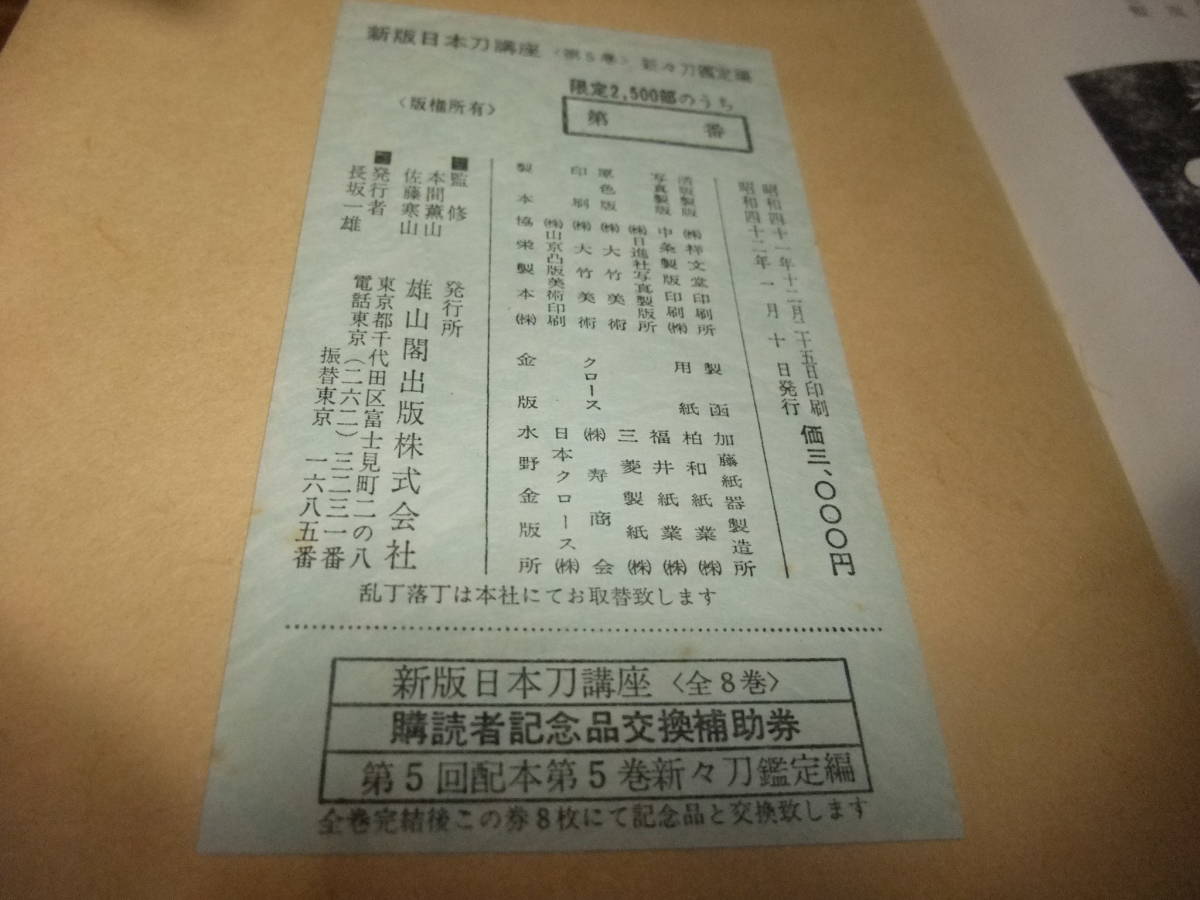 新版日本刀講座〈第5巻〉新々刀鑑定編
限定2,500部のうち
第　　番
〈版権所有〉
昭和四十一年十二月二十五日印刷
昭和四十二年一月十日発行
価三、〇〇〇円
活版製版　㈱祥文堂印刷所
写真製版　中条製版印刷㈱
㈱日進社写真製版所
原色版　㈱大竹美術
印刷　㈱大竹美術
㈱山京凸版美術印刷
製本　協栄製本㈱
製函　加藤紙器製造所
用紙　柏和紙業㈱
福井紙業㈱
三菱製紙㈱
クロース　㈱寿商会
日本クロース㈱
金版　水野金版所
監修　本間薫山
佐藤寒山
発行者　長坂一雄
発行所　雄山閣出版株式会社
東京都千代田区富士見町二の八
電話東京（二六二）三二三一番
振替東京　一六八五番
乱丁落丁は本社にてお取替致します
新版日本刀講座〈全8巻〉
購読者記念品交換補助券
第5回配本第5巻新々刀鑑定編
全巻完結後この券8枚にて記念品と交換致します